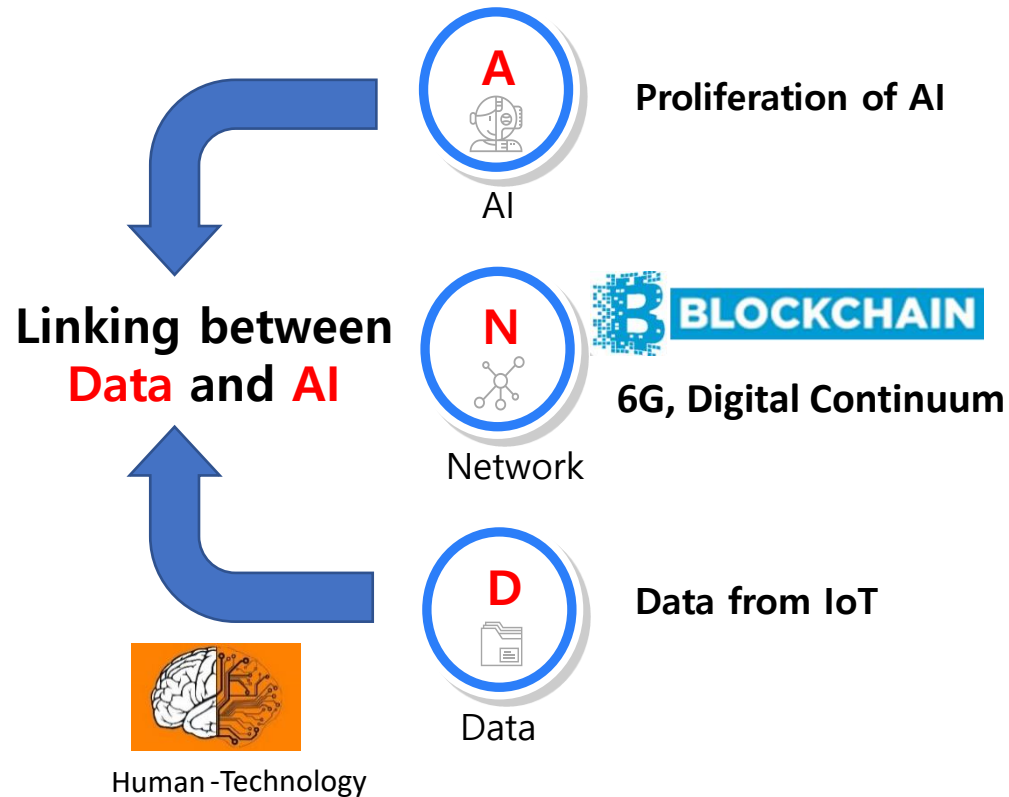 A
Proliferation of AI
AI
Linking between
Data and AI
N
BLOCKCHAIN
6G, Digital Continuum
Network
D
Data from IoT
Data
Human -Technology